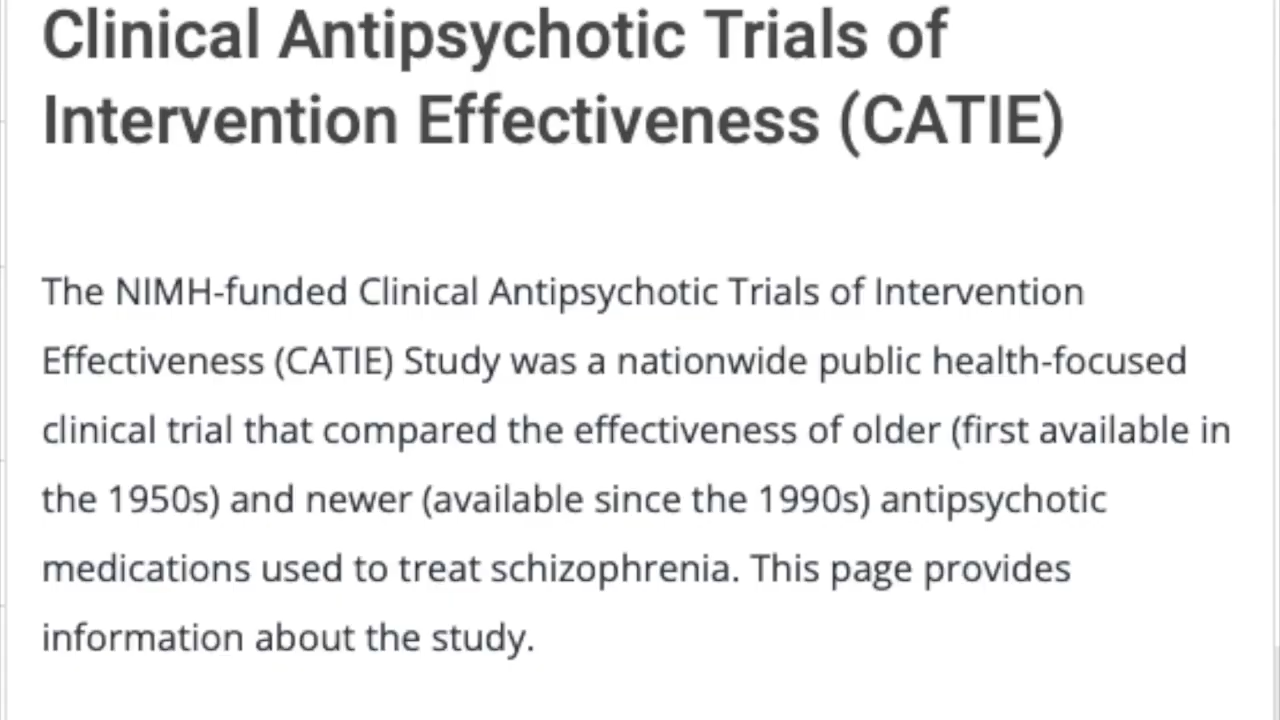 Clinical Antipsychotic Trials of
Intervention Effectiveness (CATIE)
The NIMH-funded Clinical Antipsychotic Trials of Intervention
Effectiveness (CATIE) Study was a nationwide public health-focused
clinical trial that compared the effectiveness of older (first available in
the 1950s) and newer (available since the 1990s) antipsychotic
medications used to treat schizophrenia. This page provides
information about the study.